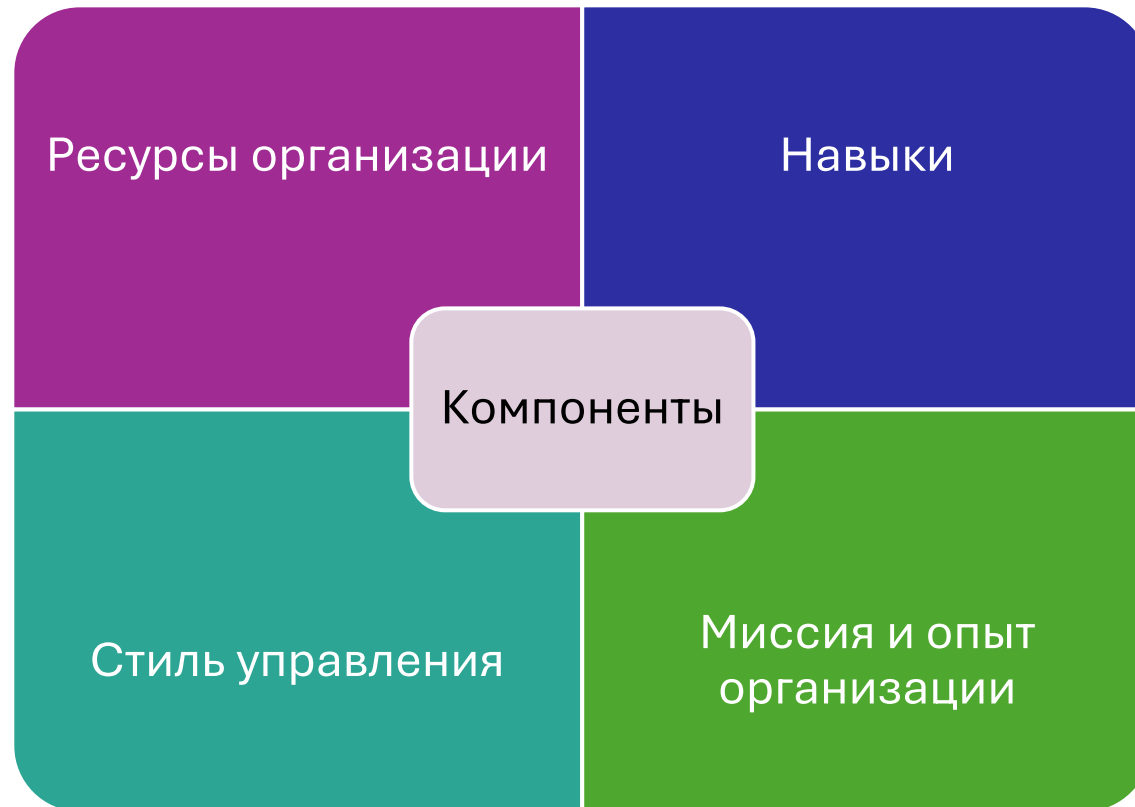 Ресурсы организации
Навыки
Компоненты
Стиль управления
Миссия и опыт
организации